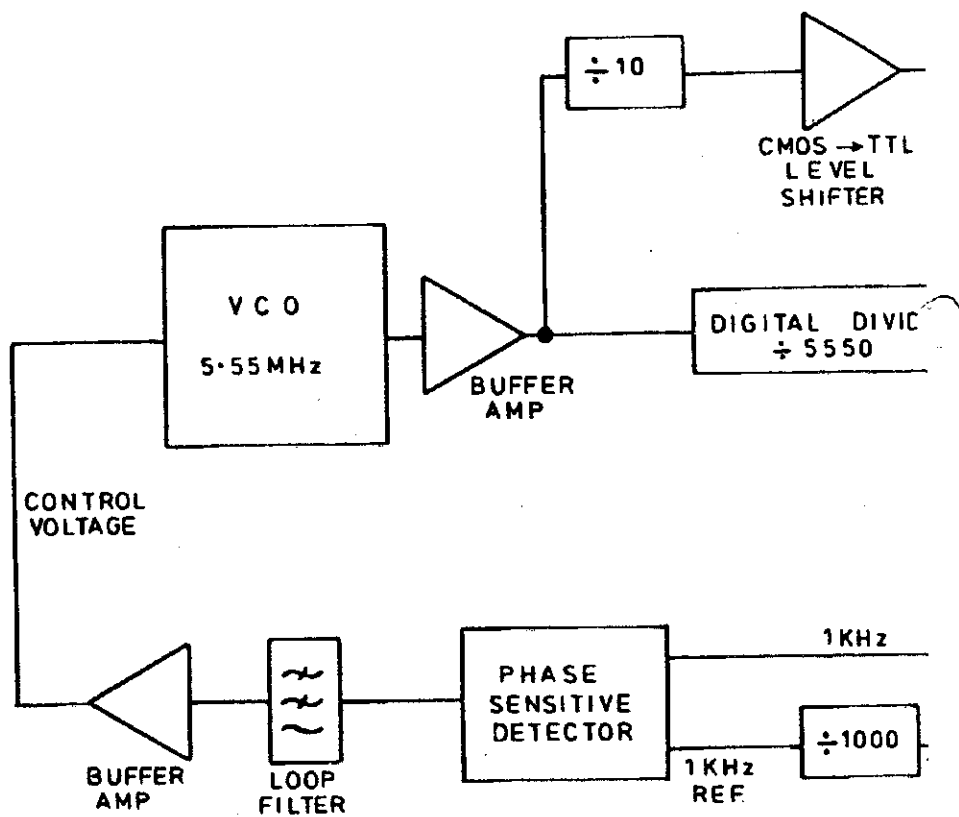 ÷10
CMOS → TTL
LEVEL
SHIFTER
VCO
5·55MHz
BUFFER
AMP
DIGITAL DIVIC
÷ 5550
CONTROL
VOLTAGE
1KHz
PHASE
SENSITIVE
DETECTOR
÷1000
1KHz
REF
BUFFER
AMP
LOOP
FILTER